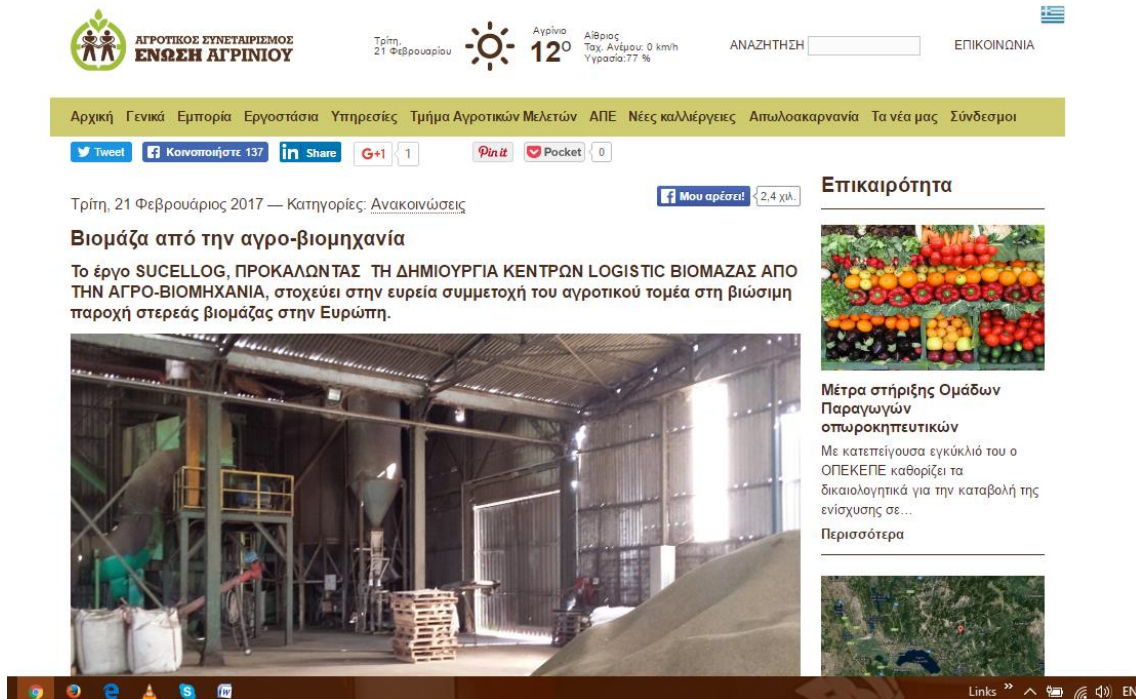 ΑΓΡΟΤΙΚΟΣ ΣΥΝΕΤΑΙΡΙΣΜΟΣ
ΕΝΩΣΗ ΑΓΡΙΝΙΟΥ
Τρίτη,
21 Φεβρουαρίου
Αγρίνιο
12°
Αίθριος
Ταχ. Ανέμου: 0 km/h
Υγρασία:77 %
ΑΝΑΖΗΤΗΣΗ
ΕΠΙΚΟΙΝΩΝΙΑ
Αρχική Γενικά Εμπορία Εργοστάσια Υπηρεσίες Τμήμα Αγροτικών Μελετών ΑΠΕ Νέες καλλιέργειες Αιτωλοακαρνανία Τα νέα μας Σύνδεσμοι
Tweet Κοινοποιήστε 137 in Share G+1 1 Pin it Pocket 0
Τρίτη, 21 Φεβρουάριος 2017 — Κατηγορίες: Ανακοινώσεις
Μου αρέσει! 2,4 χιλ.
Βιομάζα από την αγρο-βιομηχανία
Το έργο SUCELLOG, ΠΡΟΚΑΛΩΝΤΑΣ ΤΗ ΔΗΜΙΟΥΡΓΙΑ ΚΕΝΤΡΩΝ LOGISTIC ΒΙΟΜΑΖΑΣ ΑΠΟ
ΤΗΝ ΑΓΡΟ-ΒΙΟΜΗΧΑΝΙΑ, στοχεύει στην ευρεία συμμετοχή του αγροτικού τομέα στη βιώσιμη
παροχή στερεάς βιομάζας στην Ευρώπη.
Επικαιρότητα
Μέτρα στήριξης Ομάδων
Παραγωγών
οπωροκηπευτικών
Με κατεπείγουσα εγκύκλιό του ο
ΟΠΕΚΕΠΕ καθορίζει τα
δικαιολογητικά για την καταβολή της
ενίσχυσης σε…
Περισσότερα
Links » EN